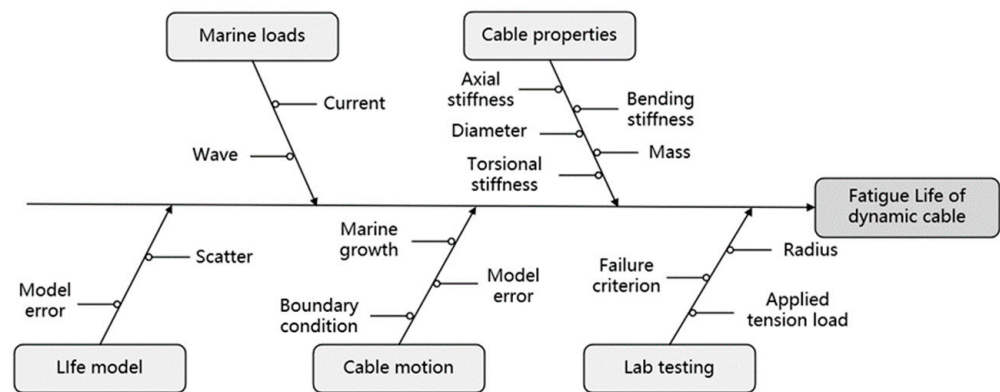 Marine loads
Cable properties
Axial
stiffness
Current
Bending
stiffness
Diameter
Wave
Mass
Torsional
stiffness
Fatigue Life of
dynamic cable
Marine
growth
Scatter
Radius
Failure
criterion
Model
error
Model
error
Boundary
condition
Applied
tension load
LIfe model
Cable motion
Lab testing